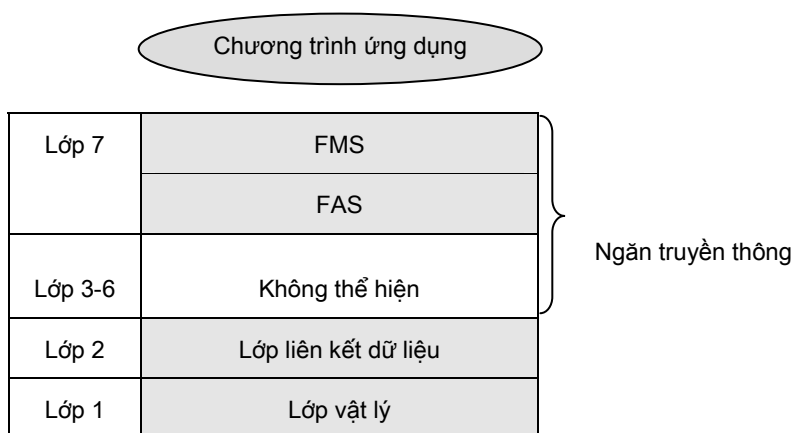 Chương trình ứng dụng
Lớp 7
FMS
FAS
Ngăn truyền thông
Lớp 3-6
Không thể hiện
Lớp 2
Lớp liên kết dữ liệu
Lớp 1
Lớp vật lý